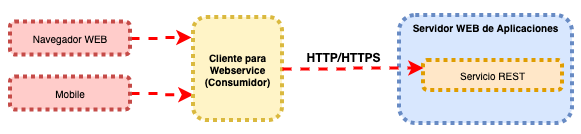 Navegador WEB
Mobile
Cliente para
Webservice
(Consumidor)
HTTP/HTTPS
Servidor WEB de Aplicaciones
Servicio REST